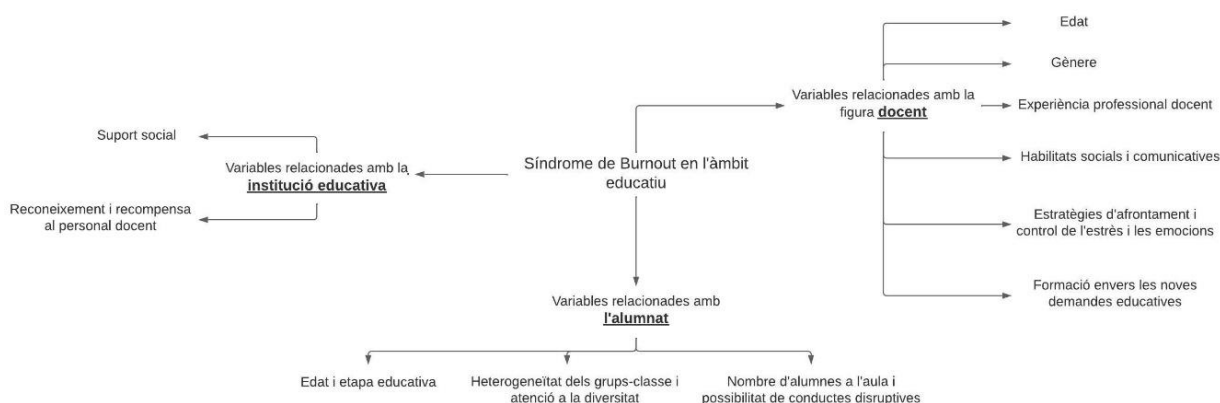 Síndrome de Burnout en l'àmbit
educatiu
Variables relacionades amb la
figura docent
Edat
Gènere
Experiència professional docent
Habilitats socials i comunicatives
Estratègies d'afrontament i
control de l'estrès i les emocions
Formació envers les noves
demandes educatives
Variables relacionades amb la
institució educativa
Suport social
Reconeixement i recompensa
al personal docent
Variables relacionades amb
l'alumnat
Edat i etapa educativa
Heterogeneïtat dels grups-classe i
atenció a la diversitat
Nombre d'alumnes a l'aula i
possibilitat de conductes disruptives